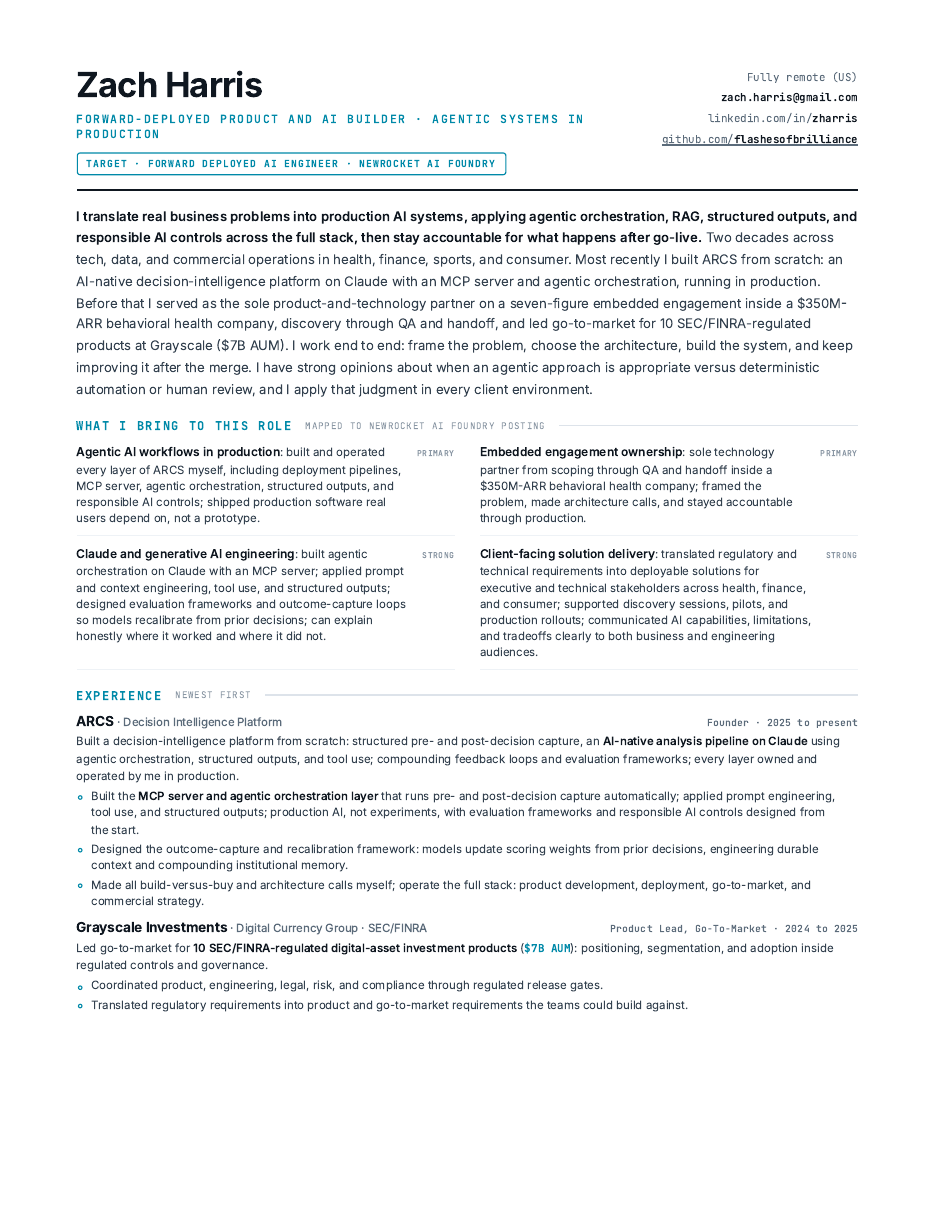 Zach Harris
FORWARD-DEPLOYED PRODUCT AND AI BUILDER · AGENTIC SYSTEMS IN
PRODUCTION
TARGET · FORWARD DEPLOYED AI ENGINEER · NEWROCKET AI FOUNDRY
Fully remote (US)
zach.harris@gmail.com
linkedin.com/in/zharris
github.com/flashesofbrilliance
I translate real business problems into production AI systems, applying agentic orchestration, RAG, structured outputs, and
responsible AI controls across the full stack, then stay accountable for what happens after go-live. Two decades across
tech, data, and commercial operations in health, finance, sports, and consumer. Most recently I built ARCS from scratch: an
AI-native decision-intelligence platform on Claude with an MCP server and agentic orchestration, running in production.
Before that I served as the sole product-and-technology partner on a seven-figure embedded engagement inside a $350M-
ARR behavioral health company, discovery through QA and handoff, and led go-to-market for 10 SEC/FINRA-regulated
products at Grayscale ($7B AUM). I work end to end: frame the problem, choose the architecture, build the system, and keep
improving it after the merge. I have strong opinions about when an agentic approach is appropriate versus deterministic
automation or human review, and I apply that judgment in every client environment.
WHAT I BRING TO THIS ROLE MAPPED TO NEWROCKET AI FOUNDRY POSTING
Agentic AI workflows in production: built and operated PRIMARY
every layer of ARCS myself, including deployment pipelines,
MCP server, agentic orchestration, structured outputs, and
responsible AI controls; shipped production software real
users depend on, not a prototype.
Embedded engagement ownership: sole technology PRIMARY
partner from scoping through QA and handoff inside a
$350M-ARR behavioral health company; framed the
problem, made architecture calls, and stayed accountable
through production.
Claude and generative AI engineering: built agentic STRONG
orchestration on Claude with an MCP server; applied prompt
and context engineering, tool use, and structured outputs;
designed evaluation frameworks and outcome-capture loops
so models recalibrate from prior decisions; can explain
honestly where it worked and where it did not.
Client-facing solution delivery: translated regulatory and STRONG
technical requirements into deployable solutions for
executive and technical stakeholders across health, finance,
and consumer; supported discovery sessions, pilots, and
production rollouts; communicated AI capabilities, limitations,
and tradeoffs clearly to both business and engineering
audiences.
EXPERIENCE NEWEST FIRST
ARCS · Decision Intelligence Platform Founder · 2025 to present
Built a decision-intelligence platform from scratch: structured pre- and post-decision capture, an AI-native analysis pipeline on Claude using
agentic orchestration, structured outputs, and tool use; compounding feedback loops and evaluation frameworks; every layer owned and
operated by me in production.
Built the MCP server and agentic orchestration layer that runs pre- and post-decision capture automatically; applied prompt engineering,
tool use, and structured outputs; production AI, not experiments, with evaluation frameworks and responsible AI controls designed from
the start.
Designed the outcome-capture and recalibration framework: models update scoring weights from prior decisions, engineering durable
context and compounding institutional memory.
Made all build-versus-buy and architecture calls myself; operate the full stack: product development, deployment, go-to-market, and
commercial strategy.
Grayscale Investments · Digital Currency Group · SEC/FINRA Product Lead, Go-To-Market · 2024 to 2025
Led go-to-market for 10 SEC/FINRA-regulated digital-asset investment products ($7B AUM): positioning, segmentation, and adoption inside
regulated controls and governance.
Coordinated product, engineering, legal, risk, and compliance through regulated release gates.
Translated regulatory requirements into product and go-to-market requirements the teams could build against.